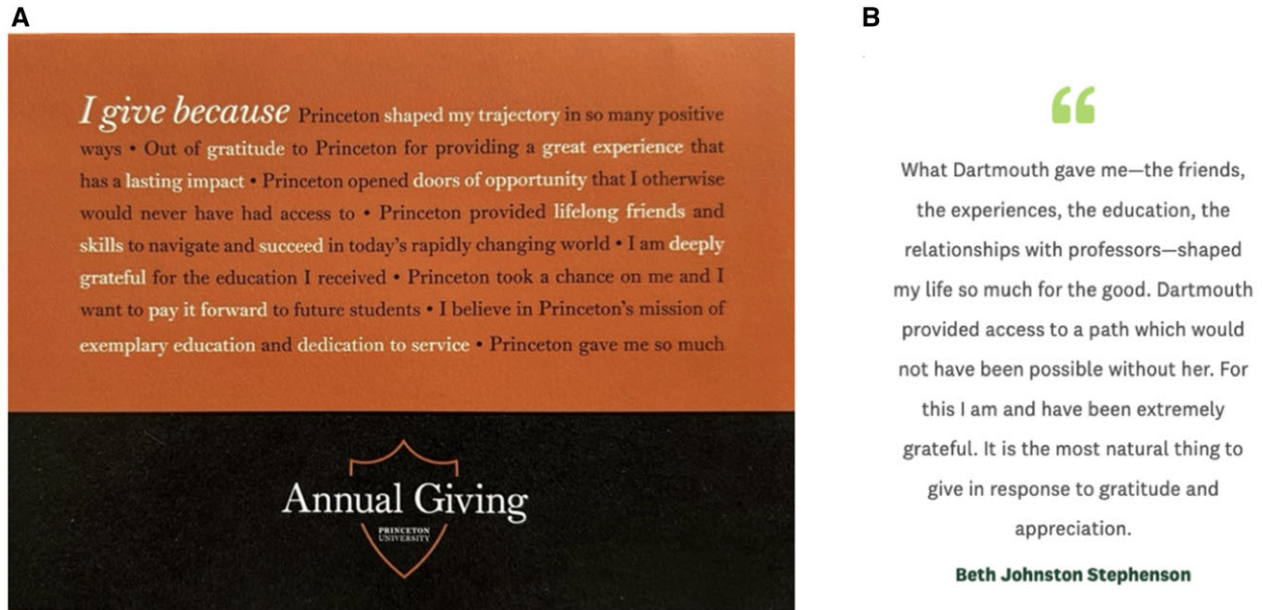 A
I give because Princeton shaped my trajectory in so many positive
ways • Out of gratitude to Princeton for providing a great experience that
has a lasting impact • Princeton opened doors of opportunity that I otherwise
would never have had access to • Princeton provided lifelong friends and
skills to navigate and succeed in today's rapidly changing world • I am deeply
grateful for the education I received • Princeton took a chance on me and I
want to pay it forward to future students • I believe in Princeton's mission of
exemplary education and dedication to service • Princeton gave me so much
Annual Giving
PRINCETON
UNIVERSITY
B
“
What Dartmouth gave me—the friends,
the experiences, the education, the
relationships with professors—shaped
my life so much for the good. Dartmouth
provided access to a path which would
not have been possible without her. For
this I am and have been extremely
grateful. It is the most natural thing to
give in response to gratitude and
appreciation.
Beth Johnston Stephenson